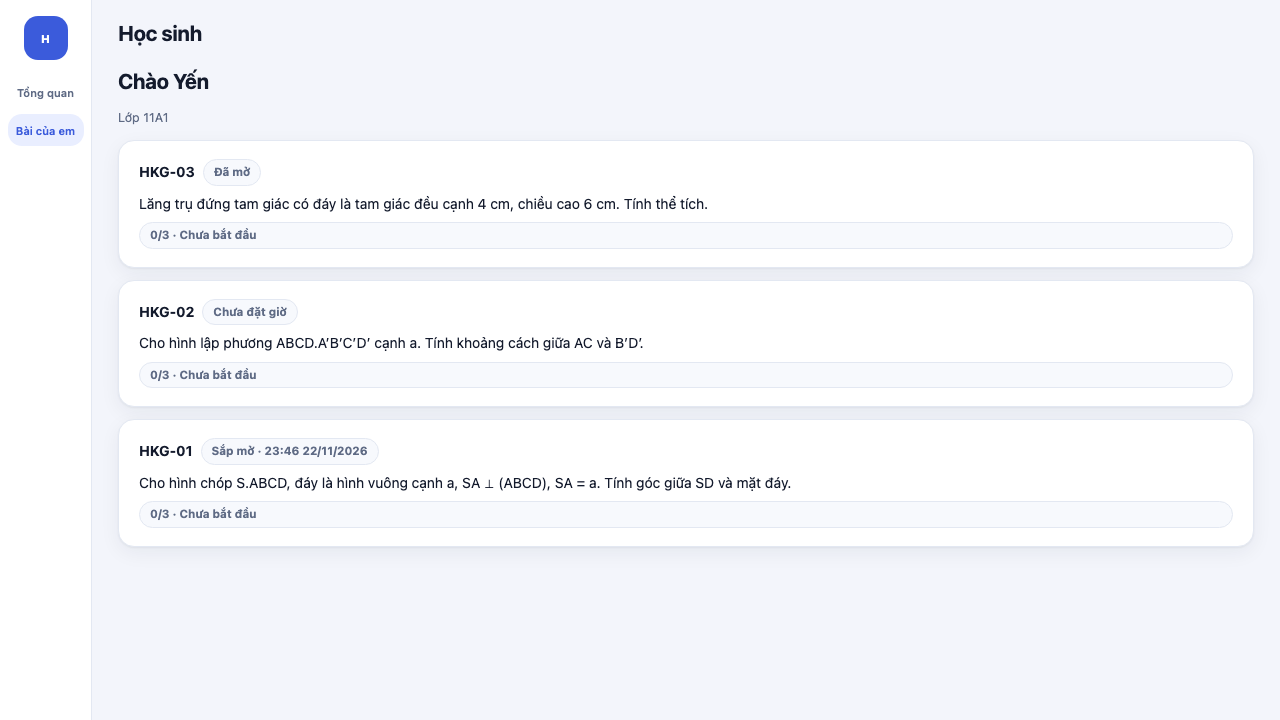 H
Tổng quan
Bài của em
Học sinh
Chào Yến
Lớp 11A1
HKG-03 Đã mở
Lăng trụ đứng tam giác có đáy là tam giác đều cạnh 4 cm, chiều cao 6 cm. Tính thể tích.
0/3 · Chưa bắt đầu
HKG-02 Chưa đặt giờ
Cho hình lập phương ABCD.A′B′C′D′ cạnh a. Tính khoảng cách giữa AC và B′D′.
0/3 · Chưa bắt đầu
HKG-01 Sắp mở · 23:46 22/11/2026
Cho hình chóp S.ABCD, đáy là hình vuông cạnh a, SA ⊥ (ABCD), SA = a. Tính góc giữa SD và mặt đáy.
0/3 · Chưa bắt đầu